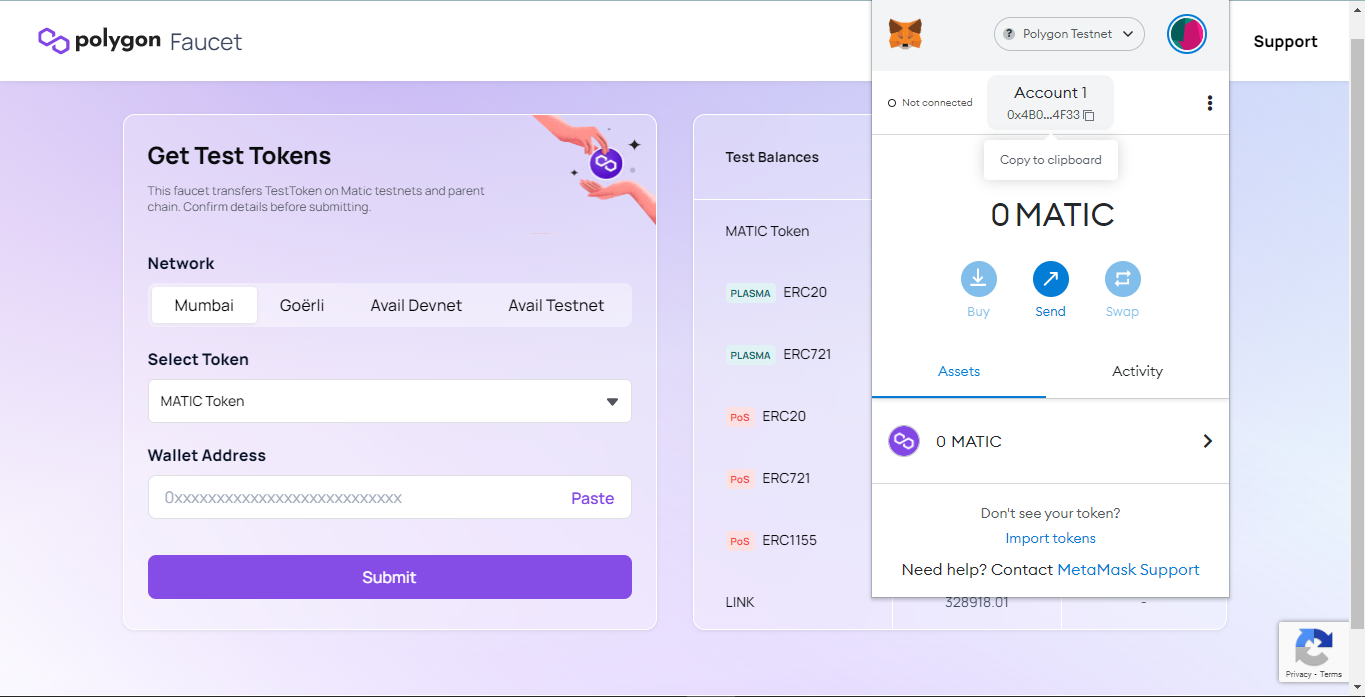 polygon Faucet
Support
Get Test Tokens
This faucet transfers TestToken on Matic testnets and parent
chain. Confirm details before submitting.
Network
Mumbai Goërli Avail Devnet Avail Testnet
Select Token
MATIC Token
Wallet Address
0xxxxxxxxxxxxxxxxxxxxxxxxxxxx Paste
Submit
Test Balances
MATIC Token
PLASMA ERC20
PLASMA ERC721
PoS ERC20
PoS ERC721
PoS ERC1155
LINK 328918.01 -
? Polygon Testnet
Not connected
Account 1
0x4B0...4F33
Copy to clipboard
0 MATIC
Buy Send Swap
Assets Activity
0 MATIC
Don't see your token?
Import tokens
Need help? Contact MetaMask Support
Privacy - Terms